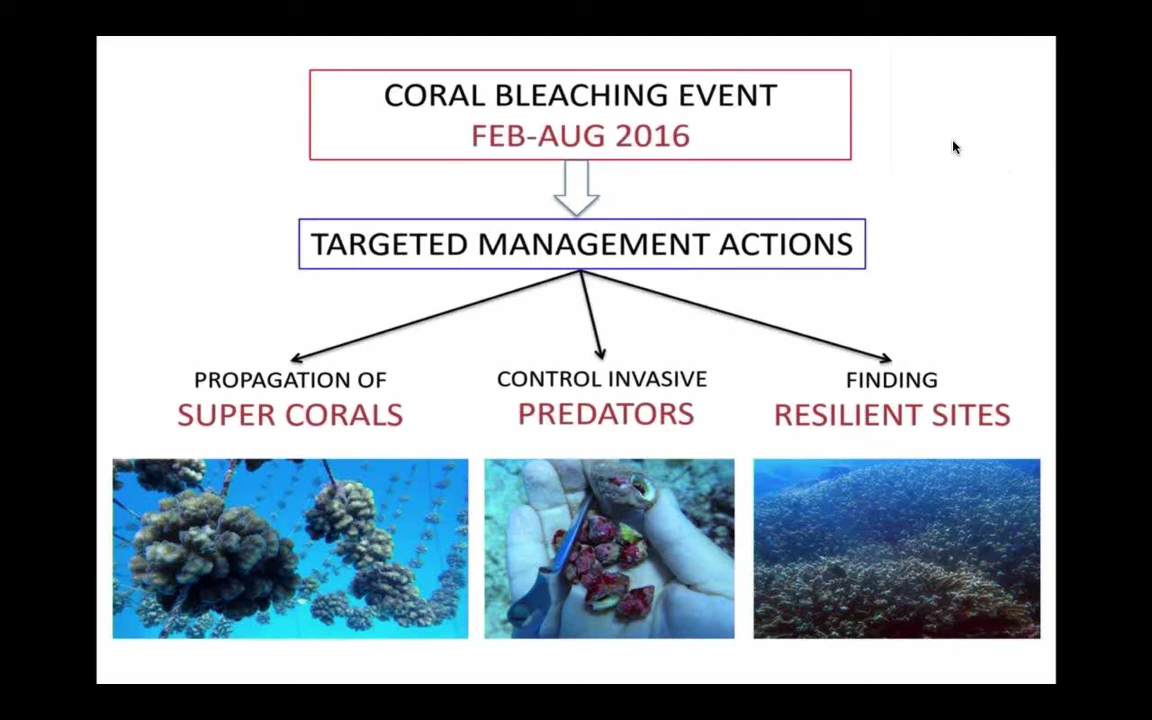 CORAL BLEACHING EVENT
FEB-AUG 2016
TARGETED MANAGEMENT ACTIONS
PROPAGATION OF
SUPER CORALS
CONTROL INVASIVE
PREDATORS
FINDING
RESILIENT SITES